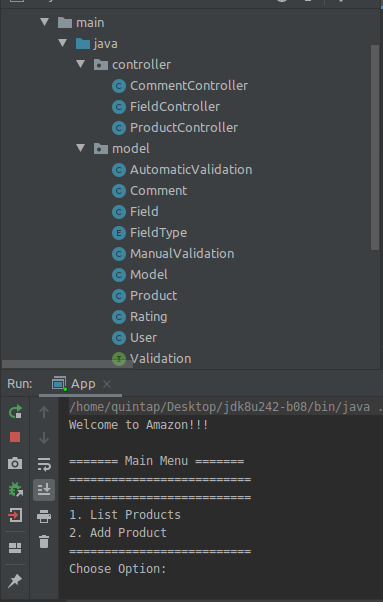 main
java
controller
CommentController
FieldController
ProductController
model
AutomaticValidation
Comment
Field
FieldType
ManualValidation
Model
Product
Rating
User
Validation
Run: App
/home/quintap/Desktop/jdk8u242-b08/bin/java .
Welcome to Amazon!!!
======= Main Menu =======
==========================
==========================
1. List Products
2. Add Product
==========================
Choose Option: